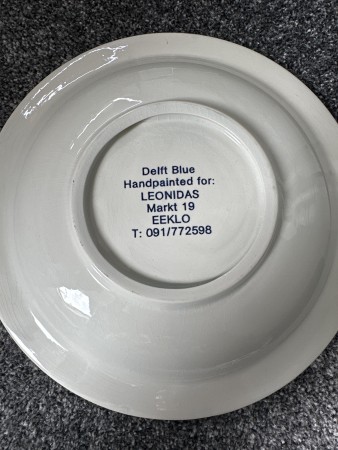 Delft Blue
Handpainted for:
LEONIDAS
Markt 19
EEKLO
T: 091/772598